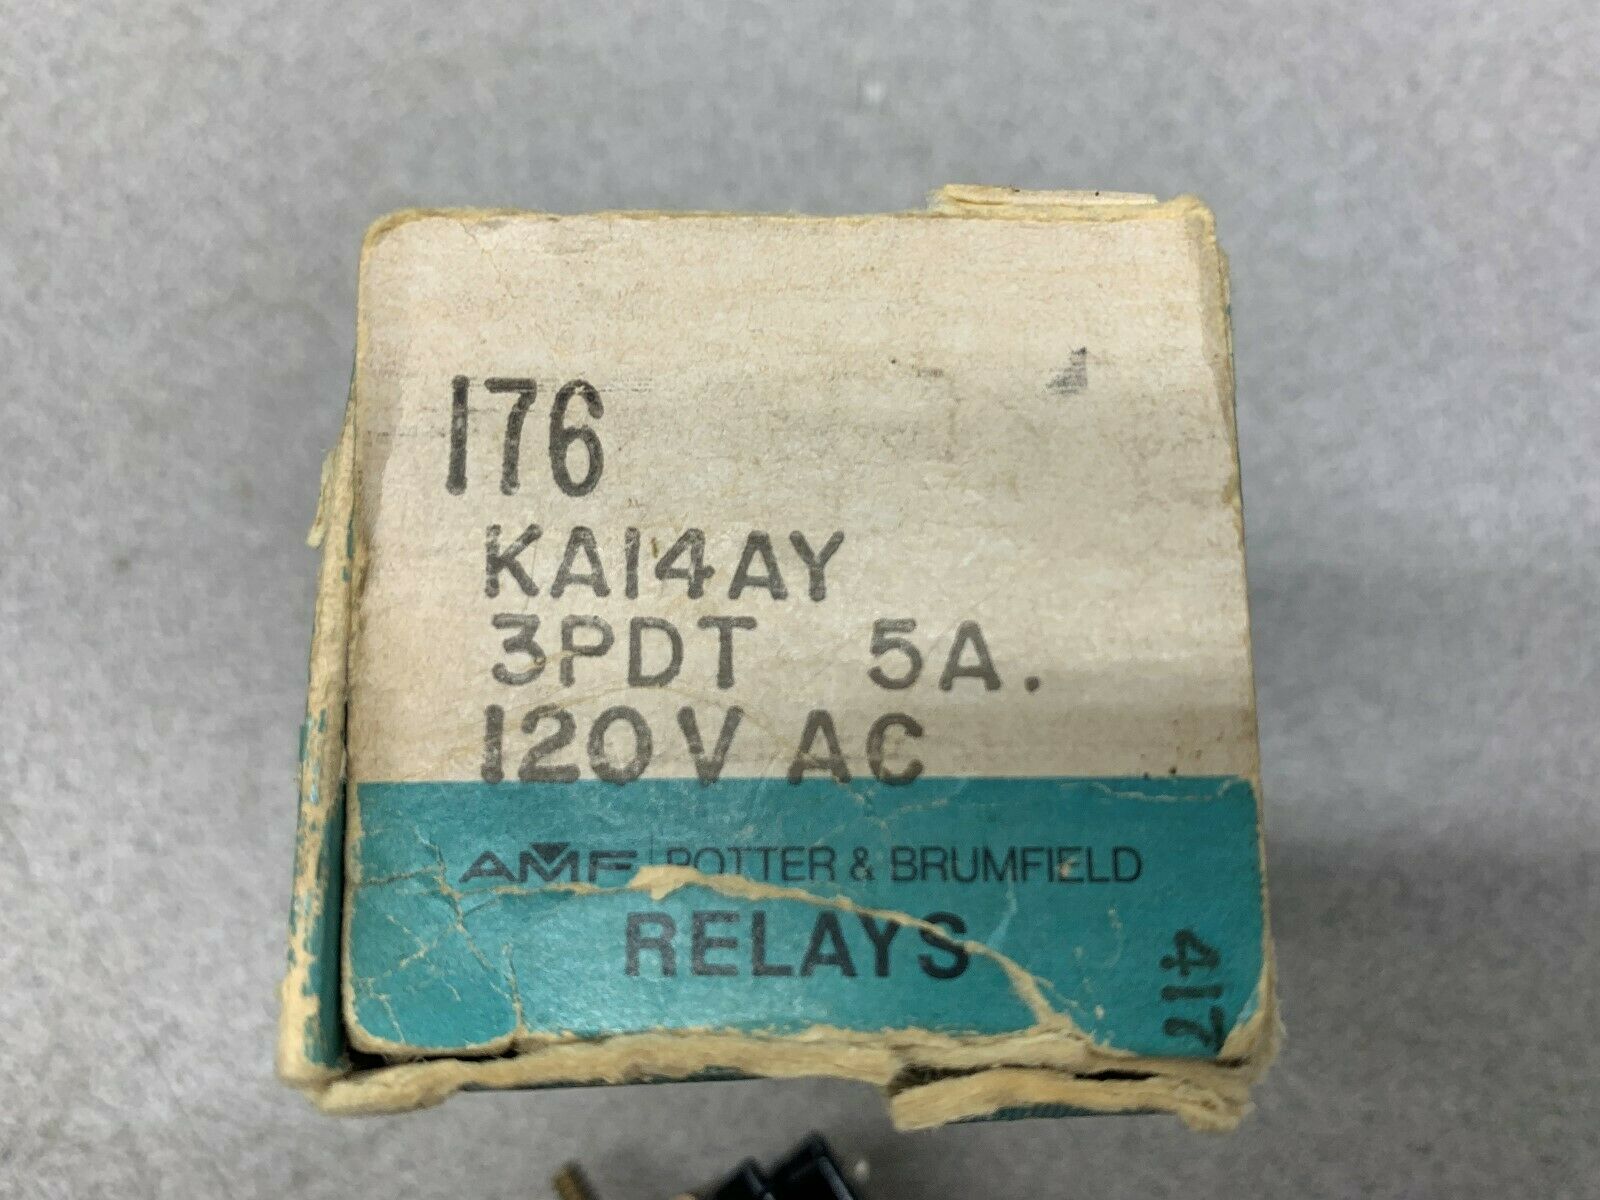 176
KA14AY
3PDT 5A.
120V AC
AMF POTTER & BRUMFIELD
RELAYS
417